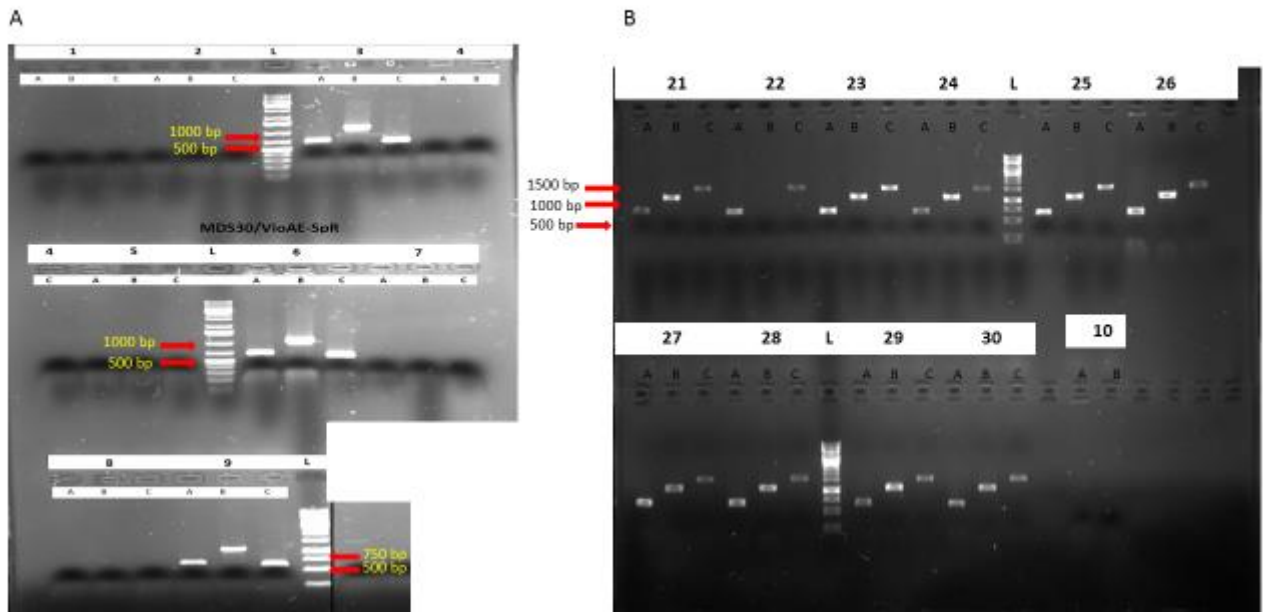 A
B
1 2 L 3 4
A B C A B C A B C A B
1000 bp
500 bp
MDS30/VioAE-SpR
4 5 L 6 7
C A B C A B C A B C
1000 bp
500 bp
8 9 L
A B C A B C
750 bp
500 bp
21 22 23 24 L 25 26
A B C A C A B C A B C A B C A B C
1500 bp
1000 bp
500 bp
27 28 L 29 30 10
A B C A B C A B C A B C A B